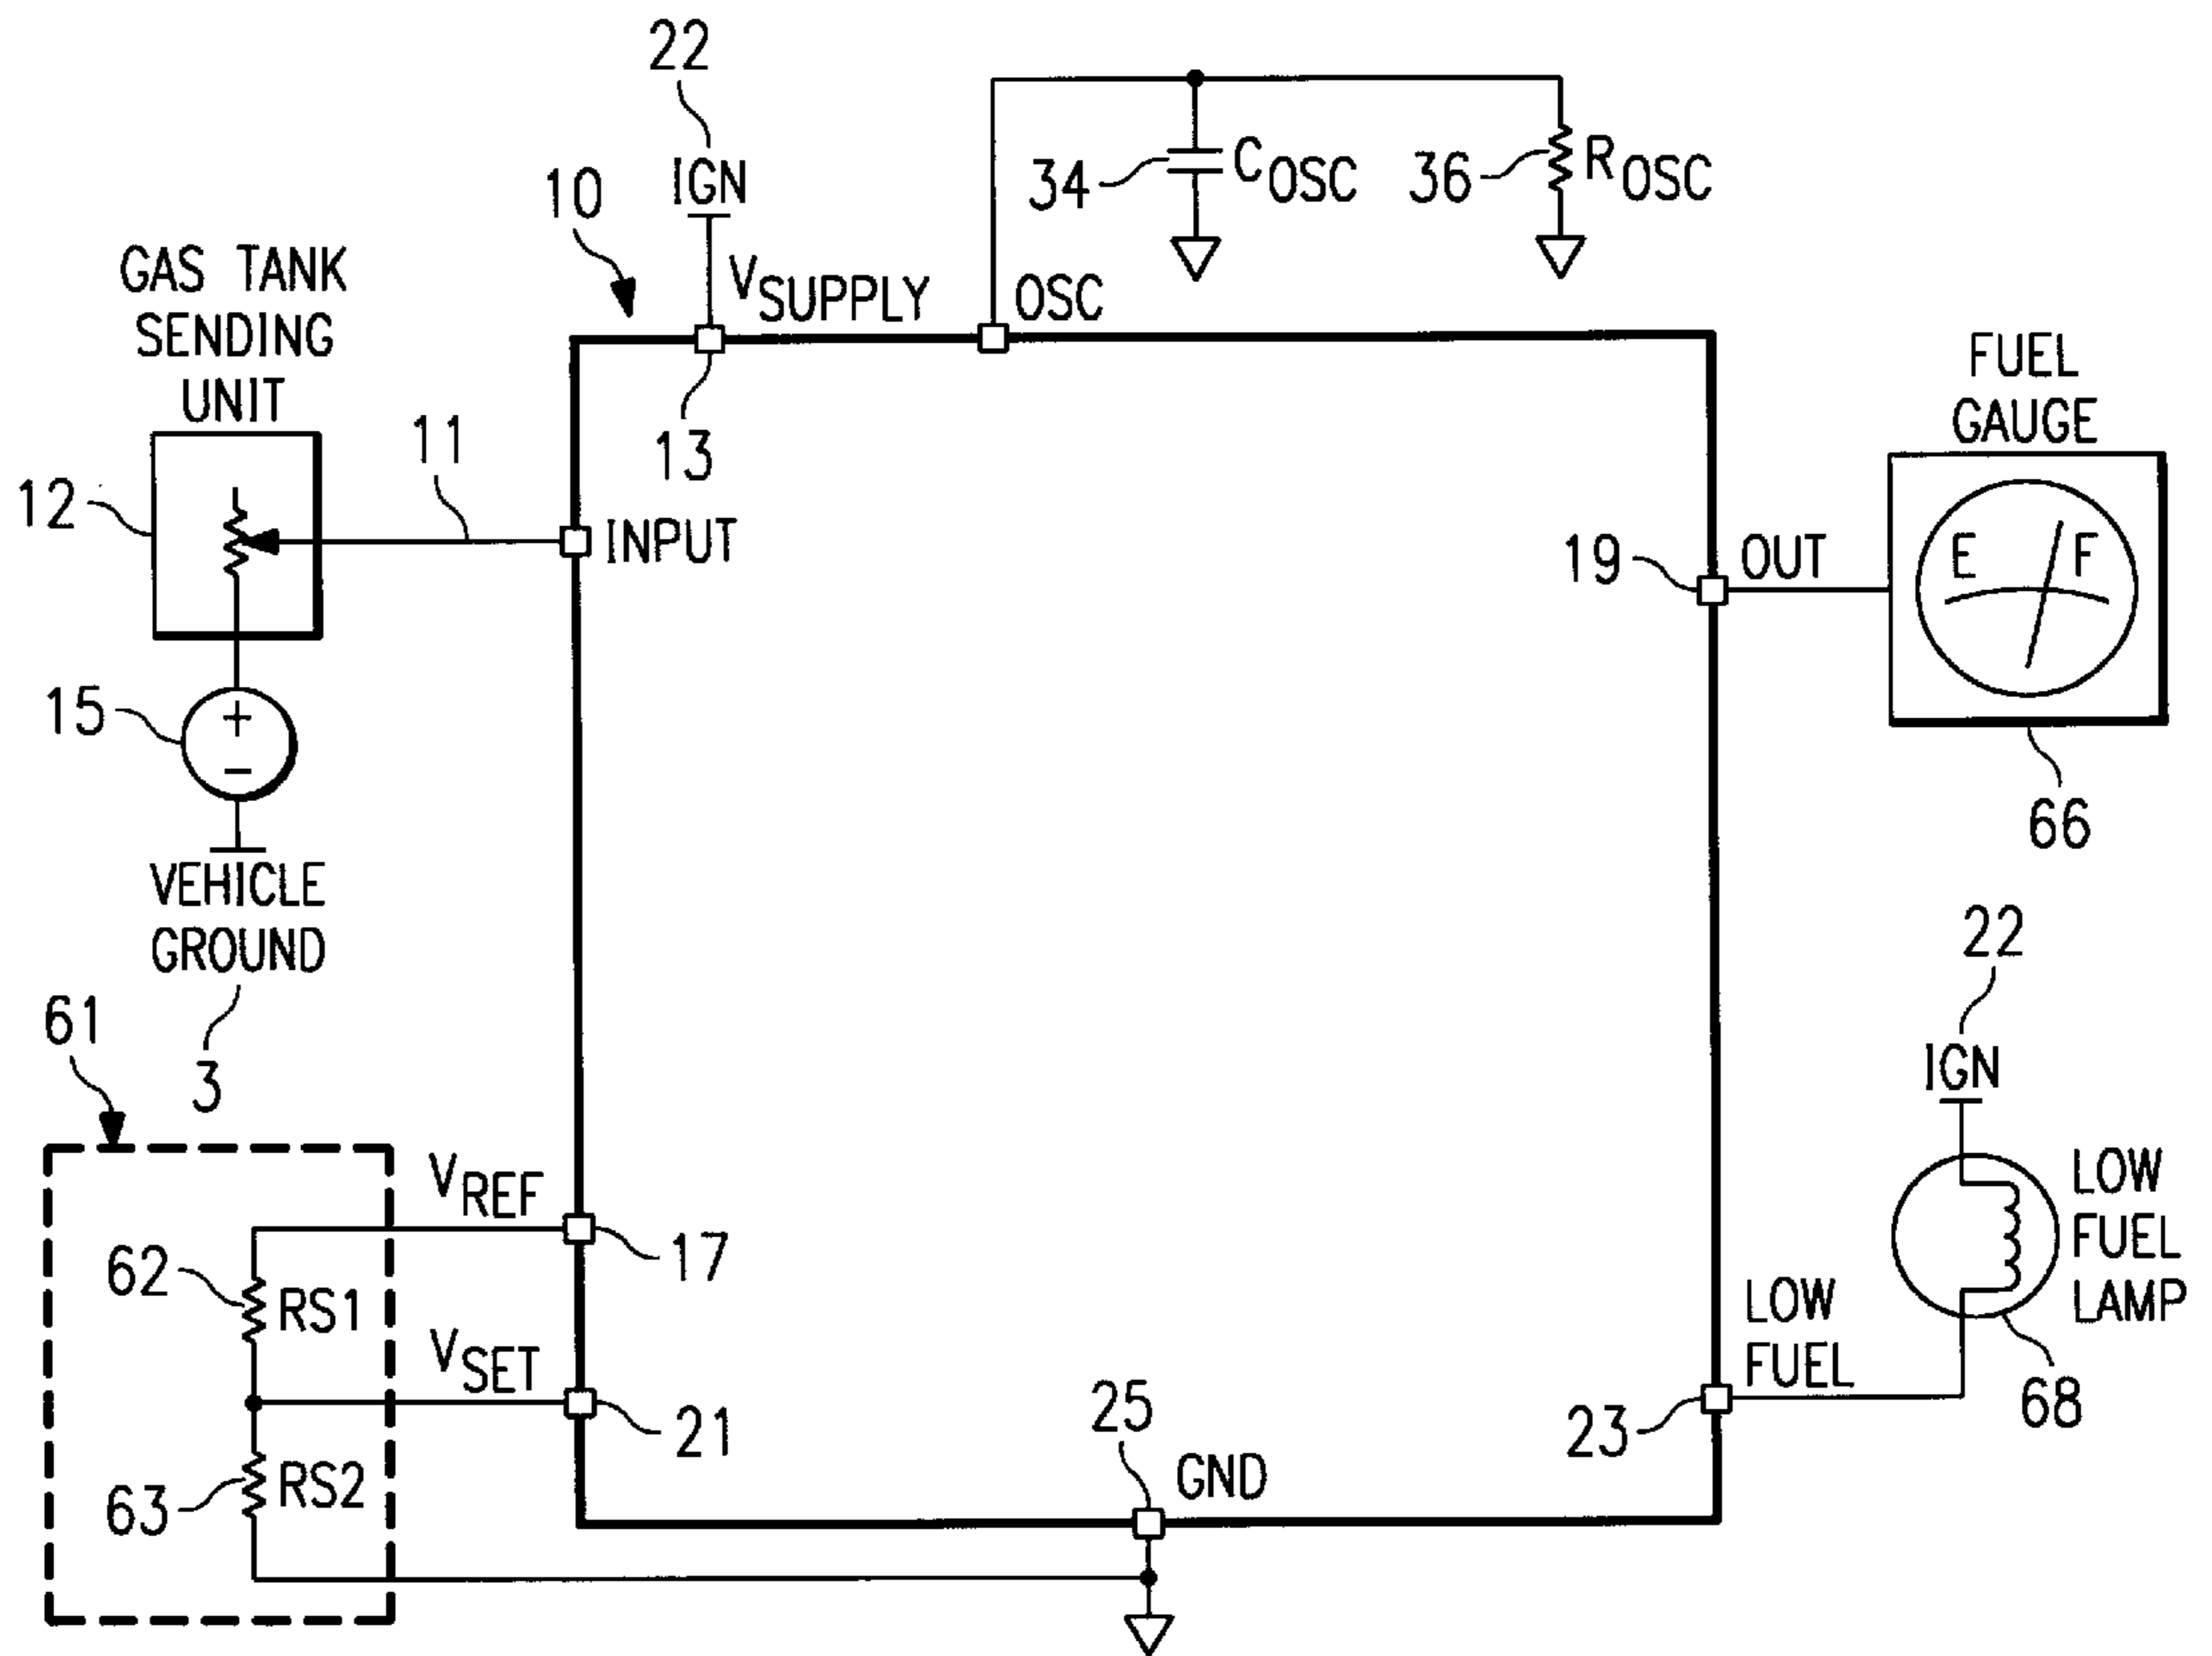 22
IGN
10
VSUPPLY
OSC
34
COSC
36
ROSC
GAS TANK
SENDING
UNIT
11
13
12
INPUT
FUEL
GAUGE
E
F
19
OUT
15
+
−
66
VEHICLE
GROUND
3
22
IGN
61
LOW
FUEL
LAMP
VREF
17
62
RS1
LOW
FUEL
68
VSET
21
25
GND
23
63
RS2